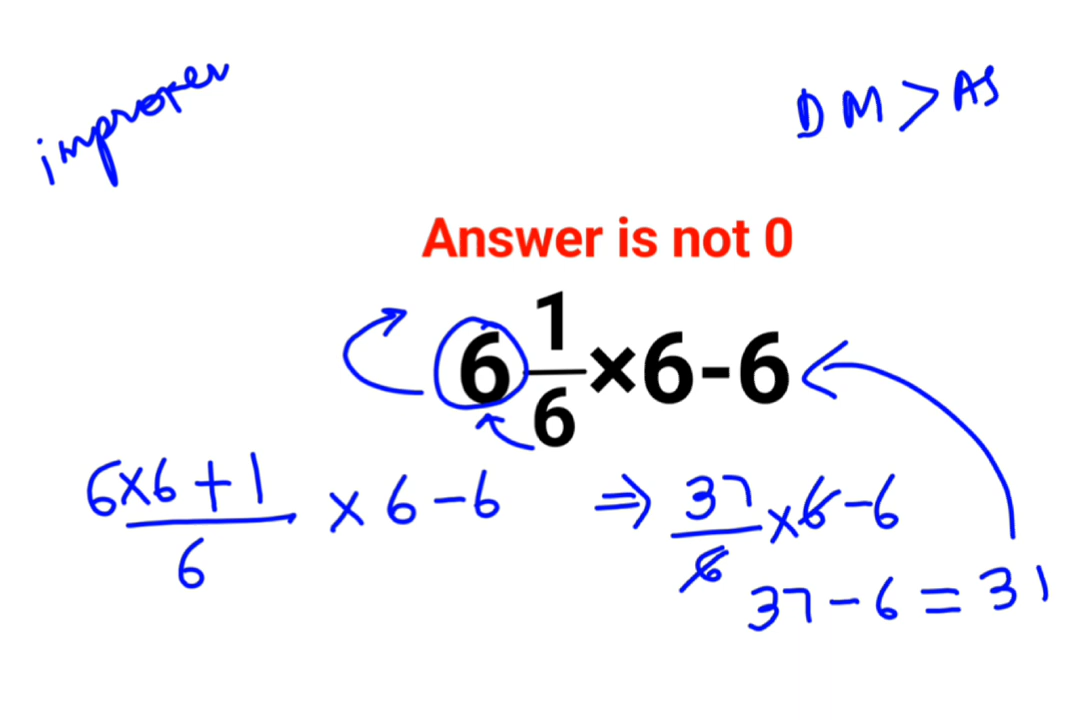 improper
DM > AS
Answer is not 0
6 1/6 × 6 - 6
(6×6+1)/6 × 6 - 6 ⇒ 37/6 × 6 - 6
37 - 6 = 31